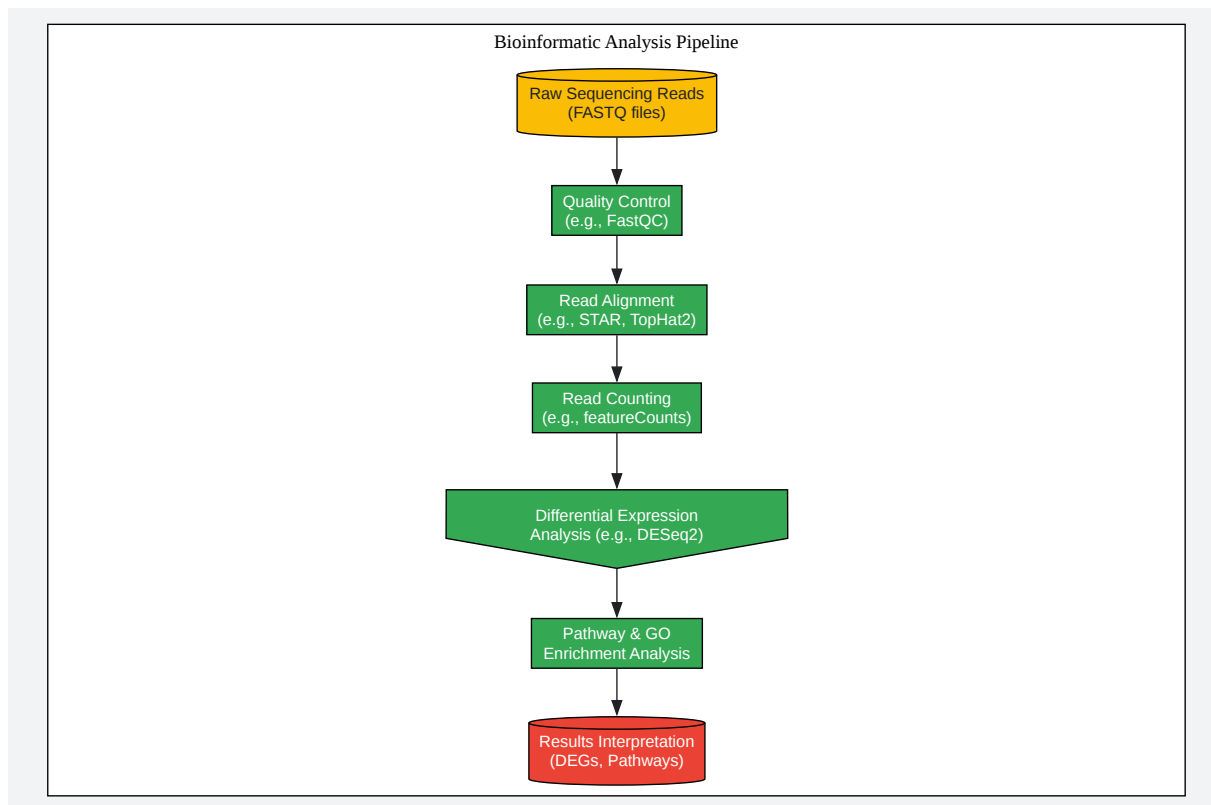 Bioinformatic Analysis Pipeline
Raw Sequencing Reads
(FASTQ files)
Quality Control
(e.g., FastQC)
Read Alignment
(e.g., STAR, TopHat2)
Read Counting
(e.g., featureCounts)
Differential Expression
Analysis (e.g., DESeq2)
Pathway & GO
Enrichment Analysis
Results Interpretation
(DEGs, Pathways)